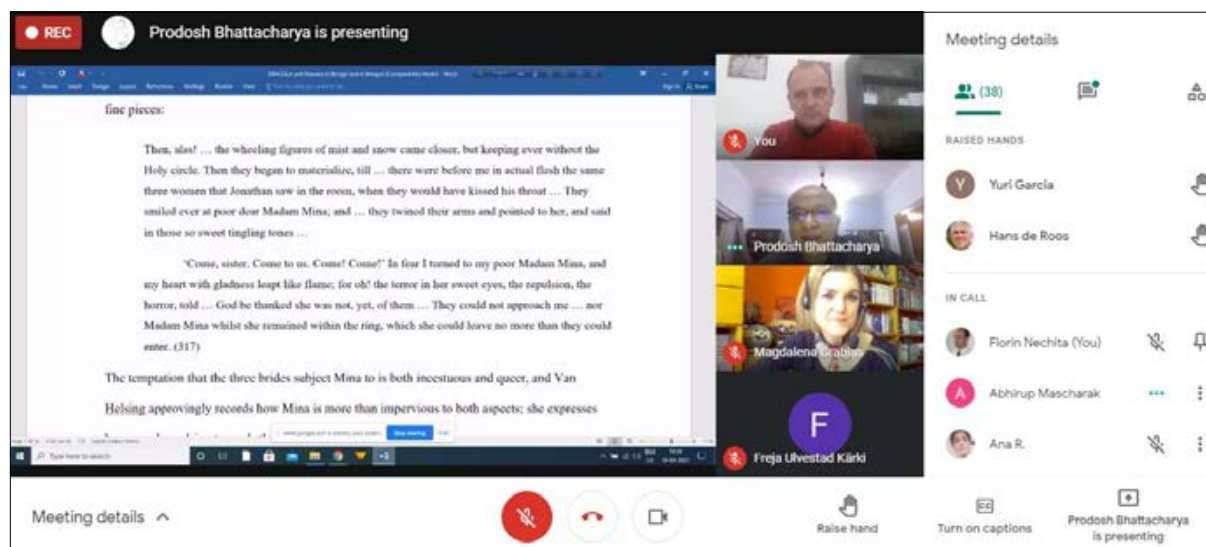 REC
Prodosh Bhattacharya is presenting
fine pieces:
Then, alas! … the wheeling figures of mist and snow came closer, but keeping ever without the
Holy circle. Then they began to materialize, till … there were before me in actual flesh the same
three women that Jonathan saw in the room, when they would have kissed his throat … They
smiled ever at poor dear Madam Mina; and … they twined their arms and pointed to her, and said
in those so sweet tingling tones …
'Come, sister. Come to us. Come! Come!' In fear I turned to my poor Madam Mina, and
my heart with gladness leapt like flame; for oh! the terror in her sweet eyes, the repulsion, the
horror, told … God be thanked she was not, yet, of them … They could not approach me … nor
Madam Mina whilst she remained within the ring, which she could leave no more than they could
enter. (317)
The temptation that the three brides subject Mina to is both incestuous and queer, and Van
Helsing approvingly records how Mina is more than impervious to both aspects; she expresses
Stop sharing
Type here to search
You
Prodosh Bhattacharya
Magdalena Grabias
F
Freja Ulvestad Kärki
Meeting details
(38)
RAISED HANDS
Y
Yuri Garcia
Hans de Roos
IN CALL
Florin Nechita (You)
A
Abhirup Mascharak
Ana R.
Meeting details
Raise hand
CC
Turn on captions
Prodosh Bhattacharya
is presenting